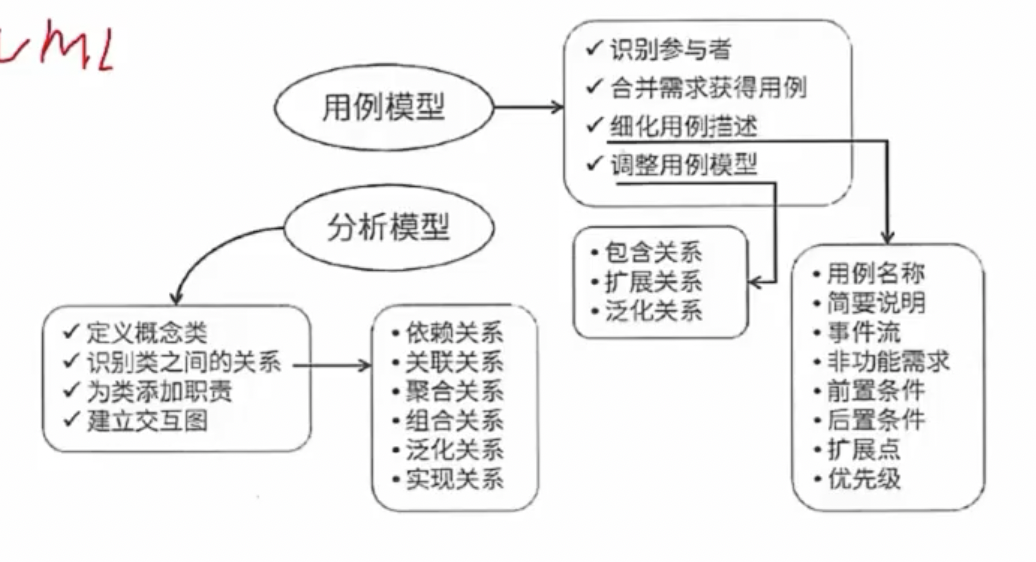 UML
用例模型
✓ 识别参与者
✓ 合并需求获得用例
✓ 细化用例描述
✓ 调整用例模型
分析模型
• 包含关系
• 扩展关系
• 泛化关系
• 用例名称
• 简要说明
• 事件流
• 非功能需求
• 前置条件
• 后置条件
• 扩展点
• 优先级
✓ 定义概念类
✓ 识别类之间的关系
✓ 为类添加职责
✓ 建立交互图
• 依赖关系
• 关联关系
• 聚合关系
• 组合关系
• 泛化关系
• 实现关系